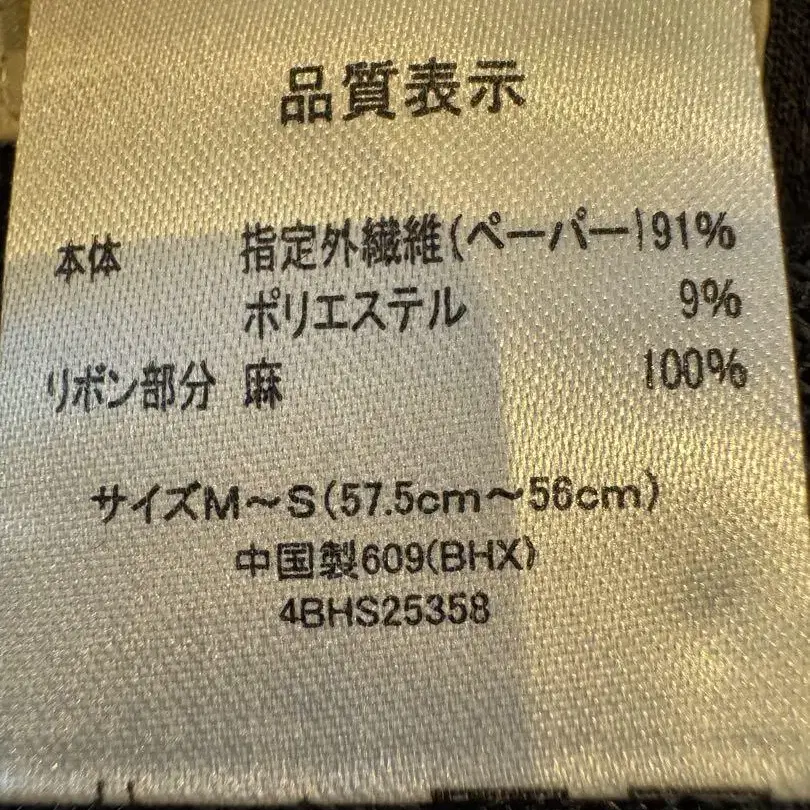 品質表示
本体 指定外繊維(ペーパー)91%
ポリエステル 9%
リボン部分 麻 100%
サイズM〜S(57.5cm〜56cm)
中国製609(BHX)
4BHS25358